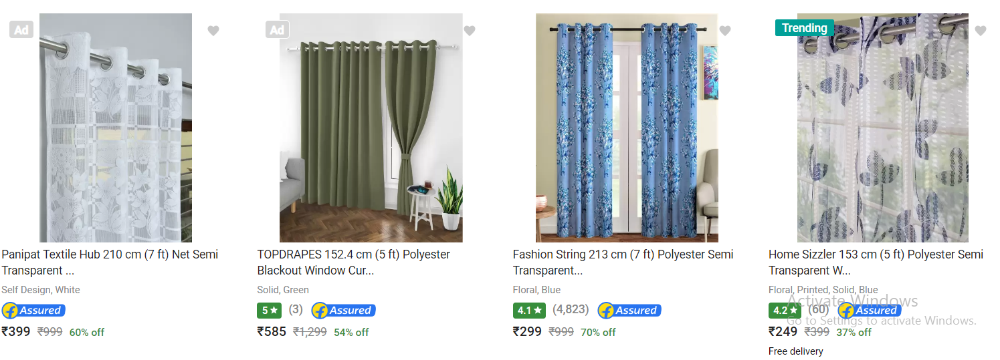 Ad
Panipat Textile Hub 210 cm (7 ft) Net Semi
Transparent ...
Self Design, White
Assured
₹399 ₹999 60% off
Ad
TOPDRAPES 152.4 cm (5 ft) Polyester
Blackout Window Cur...
Solid, Green
5★ (3) Assured
₹585 ₹1,299 54% off
Fashion String 213 cm (7 ft) Polyester Semi
Transparent...
Floral, Blue
4.1★ (4,823) Assured
₹299 ₹999 70% off
Trending
Home Sizzler 153 cm (5 ft) Polyester Semi
Transparent W...
Floral, Printed, Solid, Blue
4.2★ (60) Assured
₹249 ₹399 37% off
Free delivery
Activate Windows
Go to Settings to activate Windows.